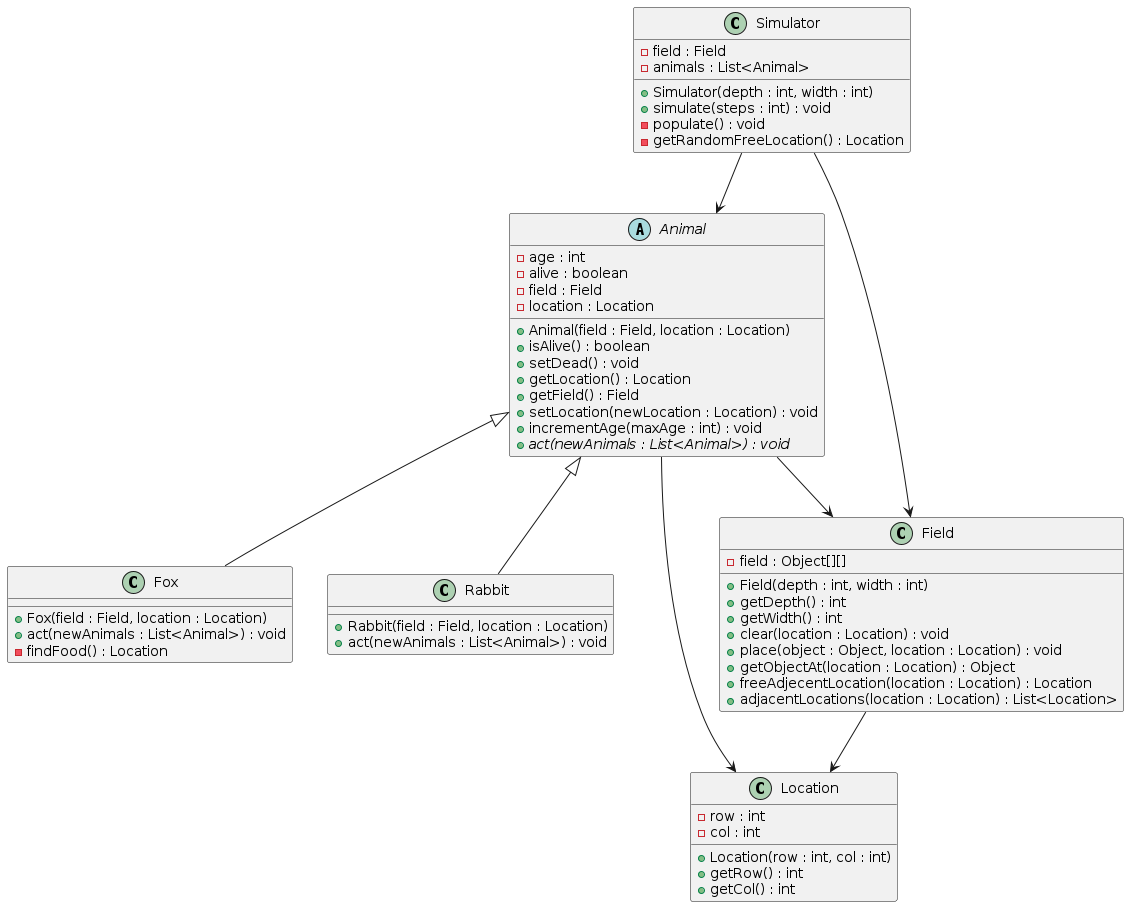 C Simulator
field : Field
animals : List<Animal>
Simulator(depth : int, width : int)
simulate(steps : int) : void
populate() : void
getRandomFreeLocation() : Location
A Animal
age : int
alive : boolean
field : Field
location : Location
Animal(field : Field, location : Location)
isAlive() : boolean
setDead() : void
getLocation() : Location
getField() : Field
setLocation(newLocation : Location) : void
incrementAge(maxAge : int) : void
act(newAnimals : List<Animal>) : void
C Fox
Fox(field : Field, location : Location)
act(newAnimals : List<Animal>) : void
findFood() : Location
C Rabbit
Rabbit(field : Field, location : Location)
act(newAnimals : List<Animal>) : void
C Field
field : Object[][]
Field(depth : int, width : int)
getDepth() : int
getWidth() : int
clear(location : Location) : void
place(object : Object, location : Location) : void
getObjectAt(location : Location) : Object
freeAdjecentLocation(location : Location) : Location
adjacentLocations(location : Location) : List<Location>
C Location
row : int
col : int
Location(row : int, col : int)
getRow() : int
getCol() : int